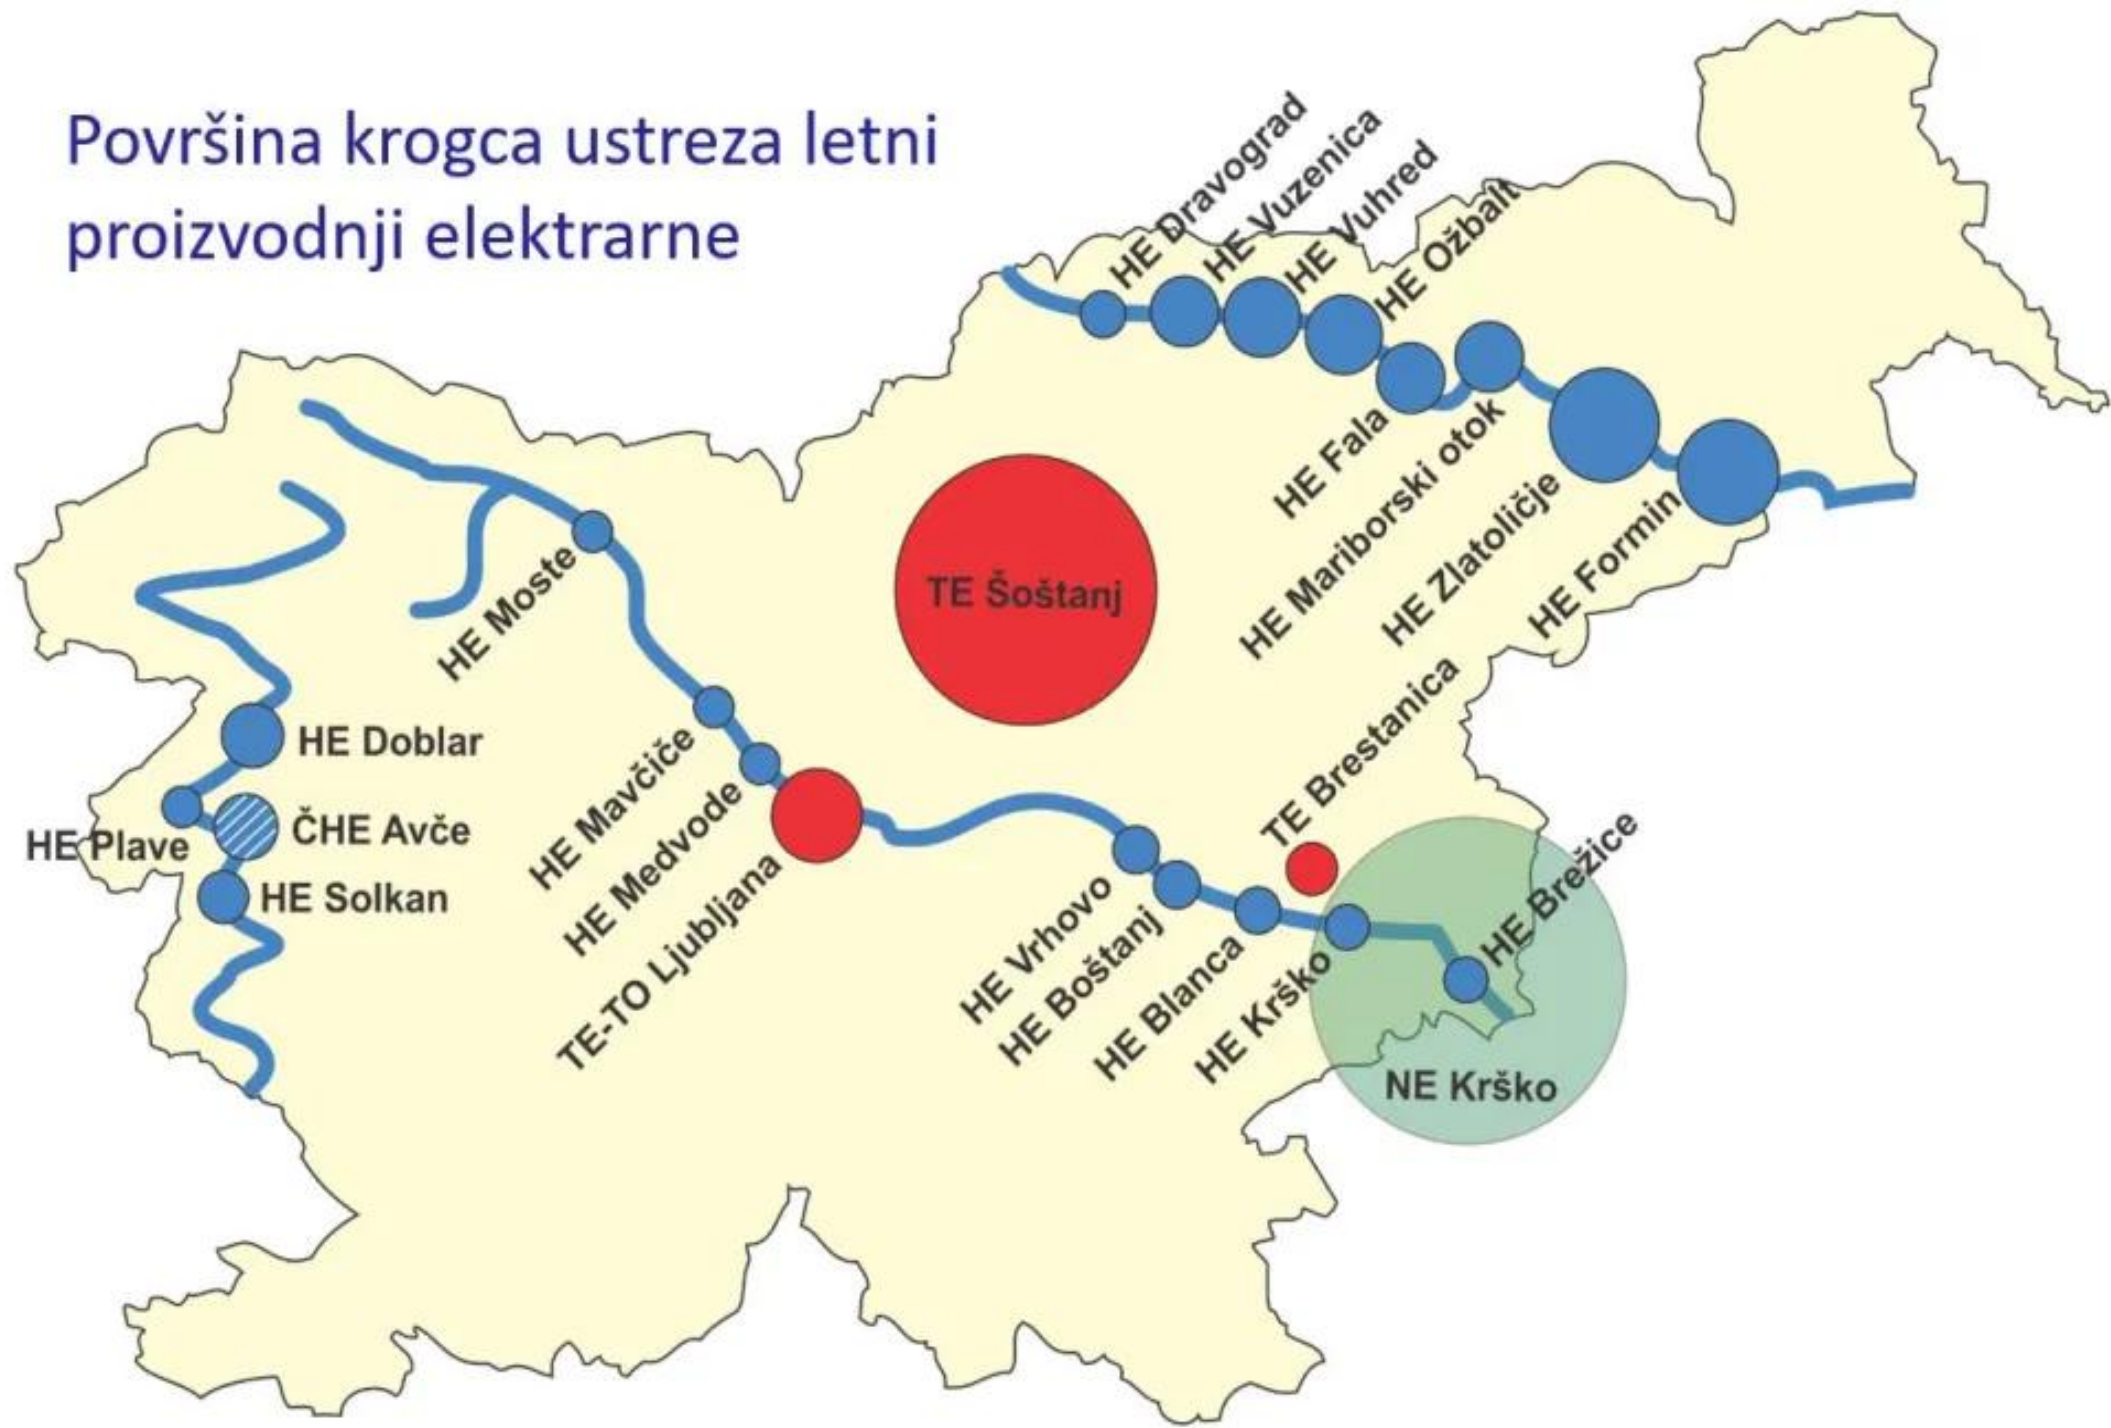 Površina krogca ustreza letni
proizvodnji elektrarne
HE Dravograd
HE Vuzenica
HE Vuhred
HE Ožbalt
HE Fala
HE Mariborski otok
HE Zlatoličje
HE Formin
TE Šoštanj
HE Moste
HE Mavčiče
HE Medvode
TE-TO Ljubljana
HE Doblar
HE Plave
ČHE Avče
HE Solkan
TE Brestanica
HE Vrhovo
HE Boštanj
HE Blanca
HE Krško
HE Brežice
NE Krško